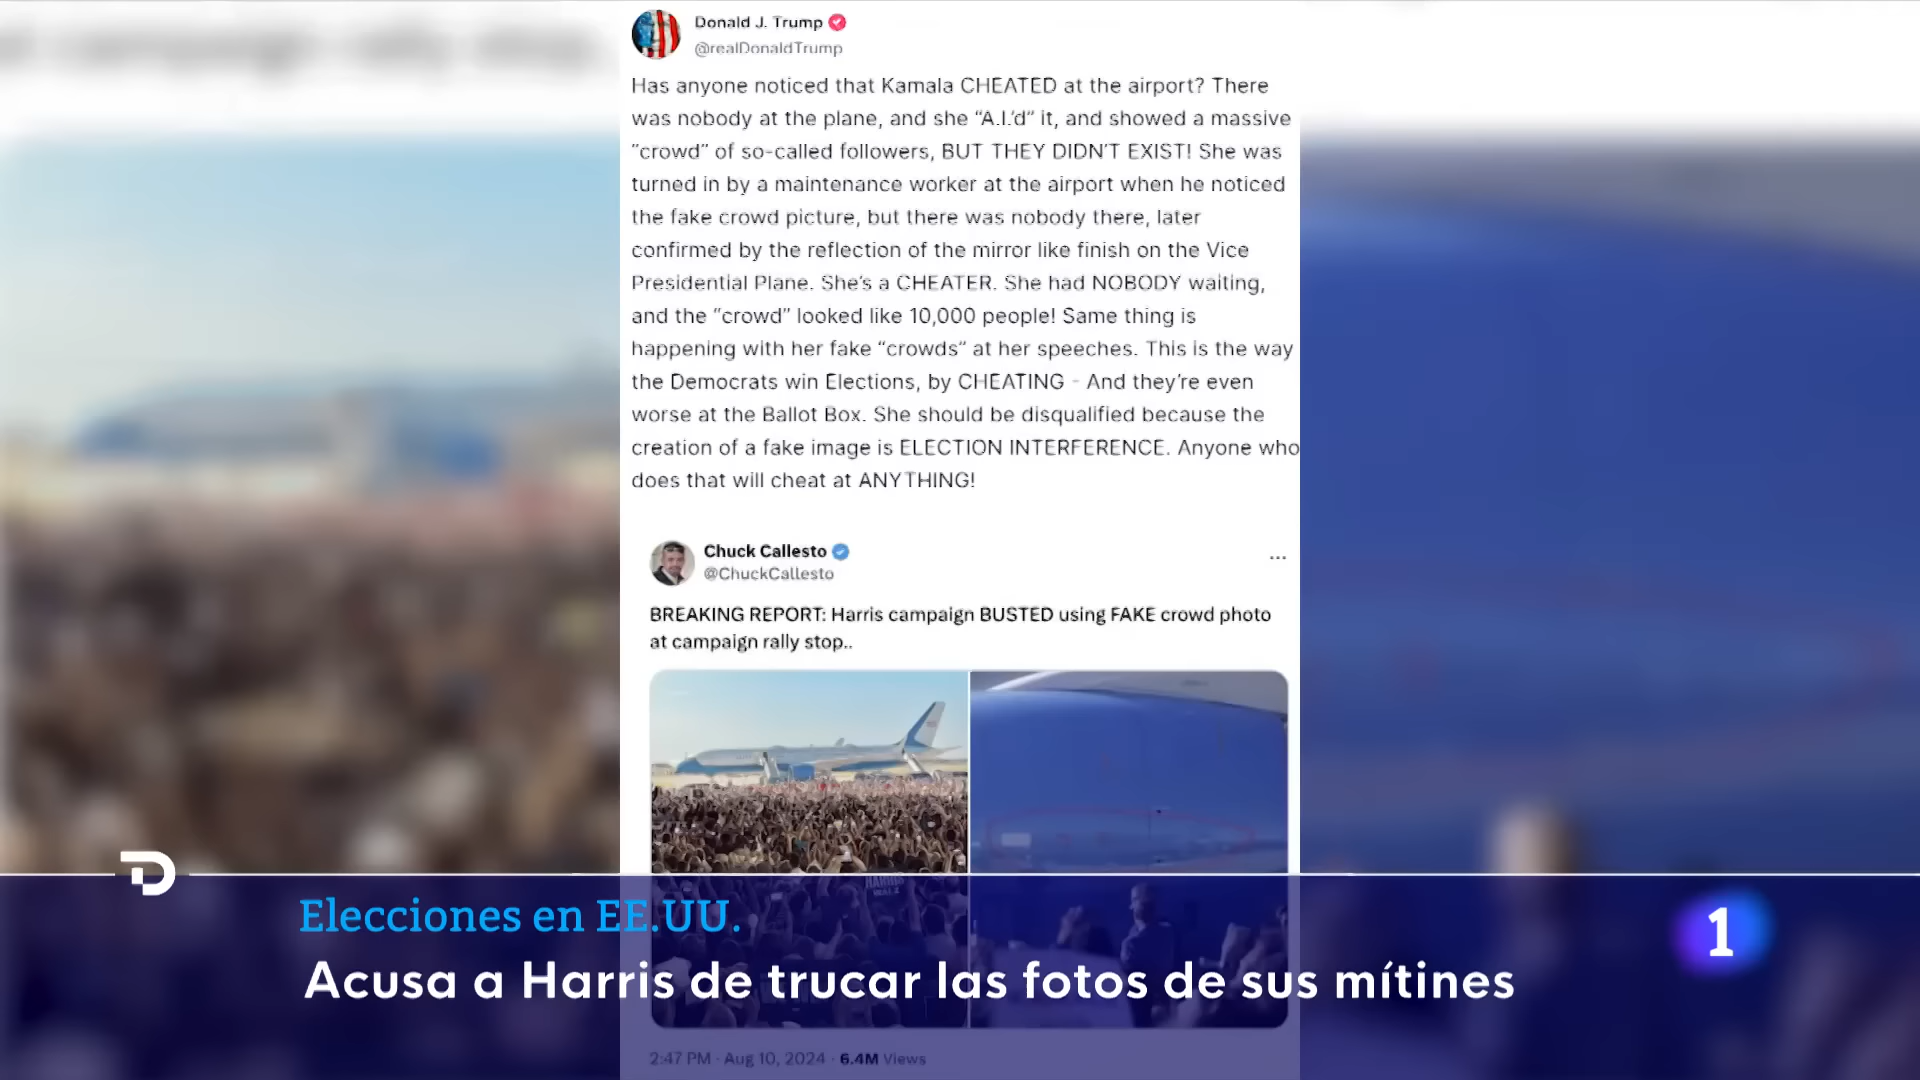 Donald J. Trump
@realDonaldTrump
Has anyone noticed that Kamala CHEATED at the airport? There
was nobody at the plane, and she “A.I.’d” it, and showed a massive
“crowd” of so-called followers, BUT THEY DIDN’T EXIST! She was
turned in by a maintenance worker at the airport when he noticed
the fake crowd picture, but there was nobody there, later
confirmed by the reflection of the mirror like finish on the Vice
Presidential Plane. She’s a CHEATER. She had NOBODY waiting,
and the “crowd” looked like 10,000 people! Same thing is
happening with her fake “crowds” at her speeches. This is the way
the Democrats win Elections, by CHEATING - And they’re even
worse at the Ballot Box. She should be disqualified because the
creation of a fake image is ELECTION INTERFERENCE. Anyone who
does that will cheat at ANYTHING!
Chuck Callesto
@ChuckCallesto
...
BREAKING REPORT: Harris campaign BUSTED using FAKE crowd photo
at campaign rally stop..
HARRIS
WALZ
Elecciones en EE.UU.
1
Acusa a Harris de trucar las fotos de sus mítines
2:47 PM · Aug 10, 2024 · 6.4M Views